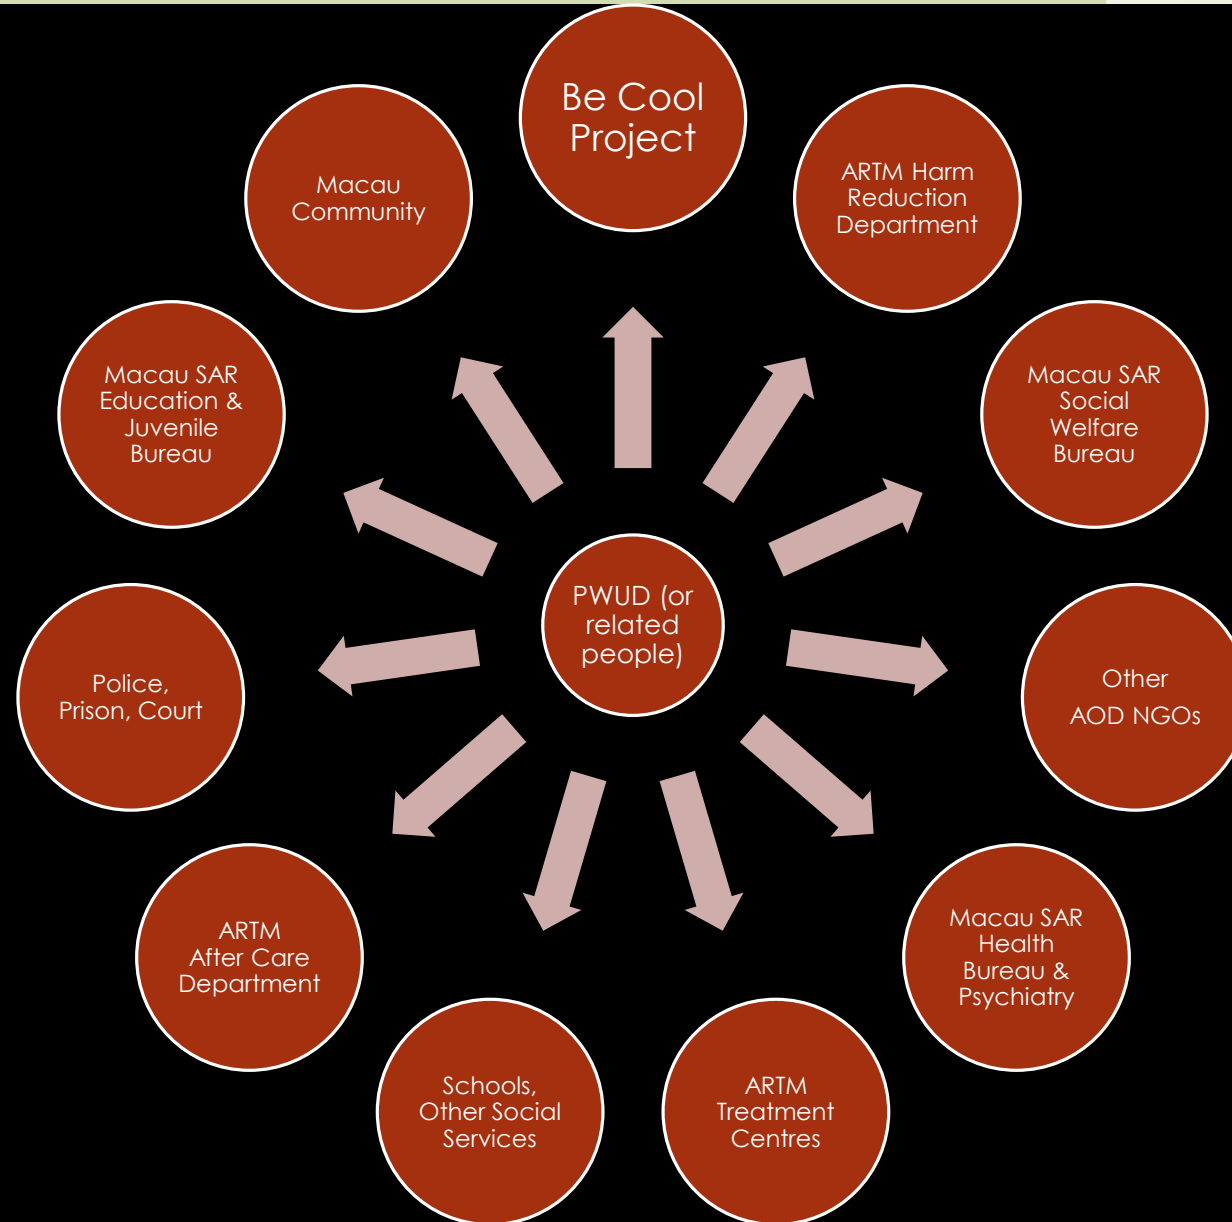 Be Cool
Project
ARTM Harm
Reduction
Department
Macau SAR
Social
Welfare
Bureau
Other
AOD NGOs
Macau SAR
Health
Bureau &
Psychiatry
ARTM
Treatment
Centres
Schools,
Other Social
Services
ARTM
After Care
Department
Police,
Prison, Court
Macau SAR
Education &
Juvenile
Bureau
Macau
Community
PWUD (or
related
people)